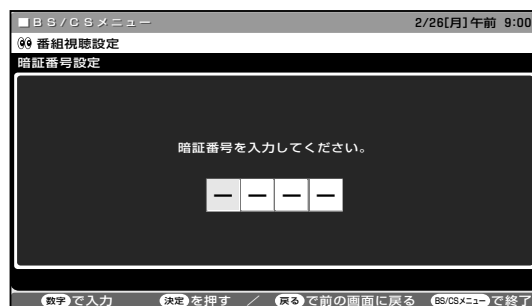 ■BS/CSメニュー 2/26[月]午前 9:00
番組視聴設定
暗証番号設定
暗証番号を入力してください。
－ － － －
数字で入力 決定を押す ／ 戻るで前の画面に戻る BS/CSメニューで終了